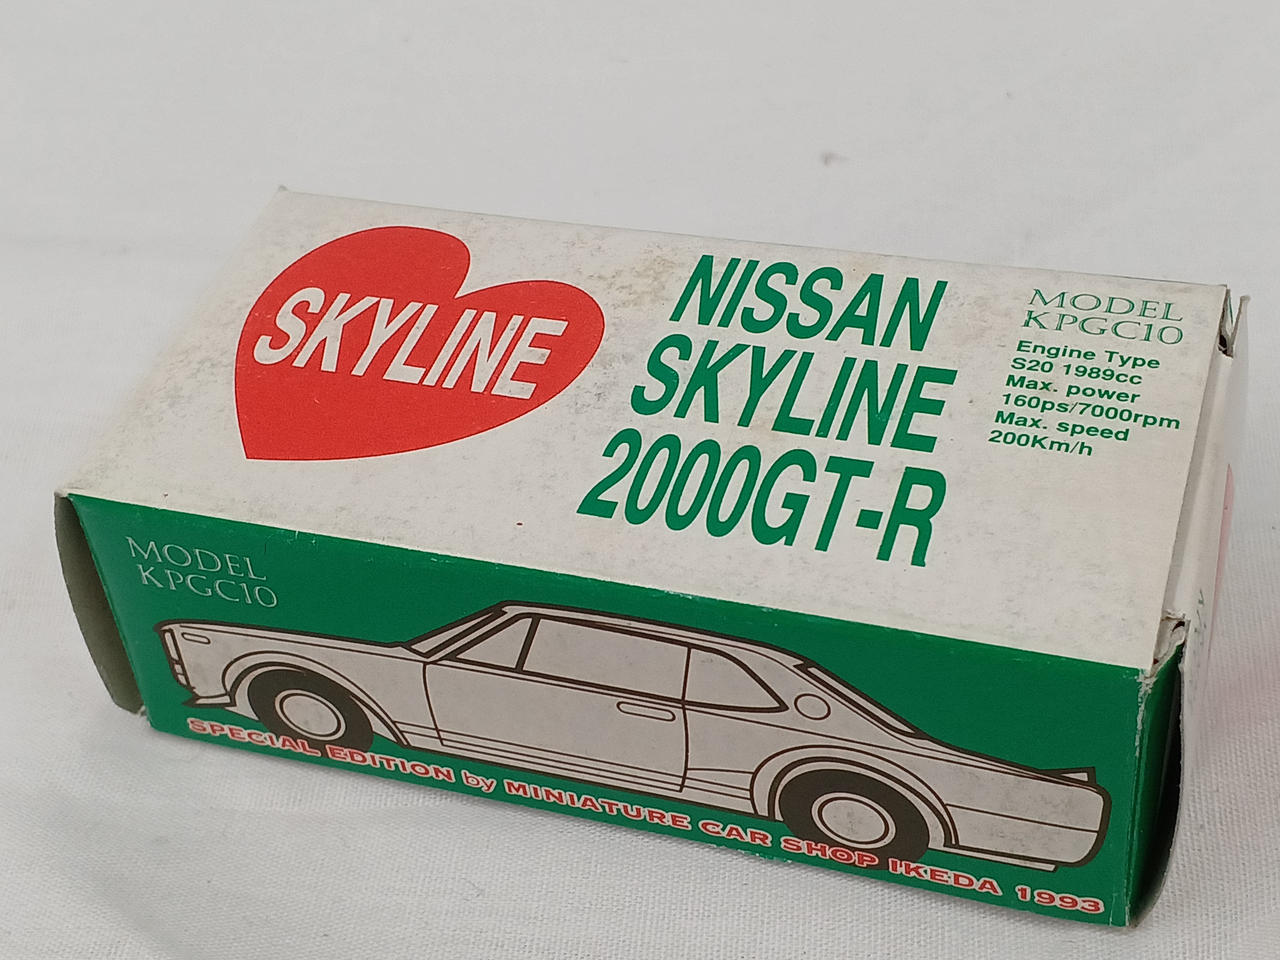 SKYLINE
NISSAN
SKYLINE
2000GT-R
MODEL
KPGC10
Engine Type
S20 1989cc
Max. power
160ps/7000rpm
Max. speed
200Km/h
MODEL
KPGC10
SPECIAL EDITION by MINIATURE CAR SHOP IKEDA 1993